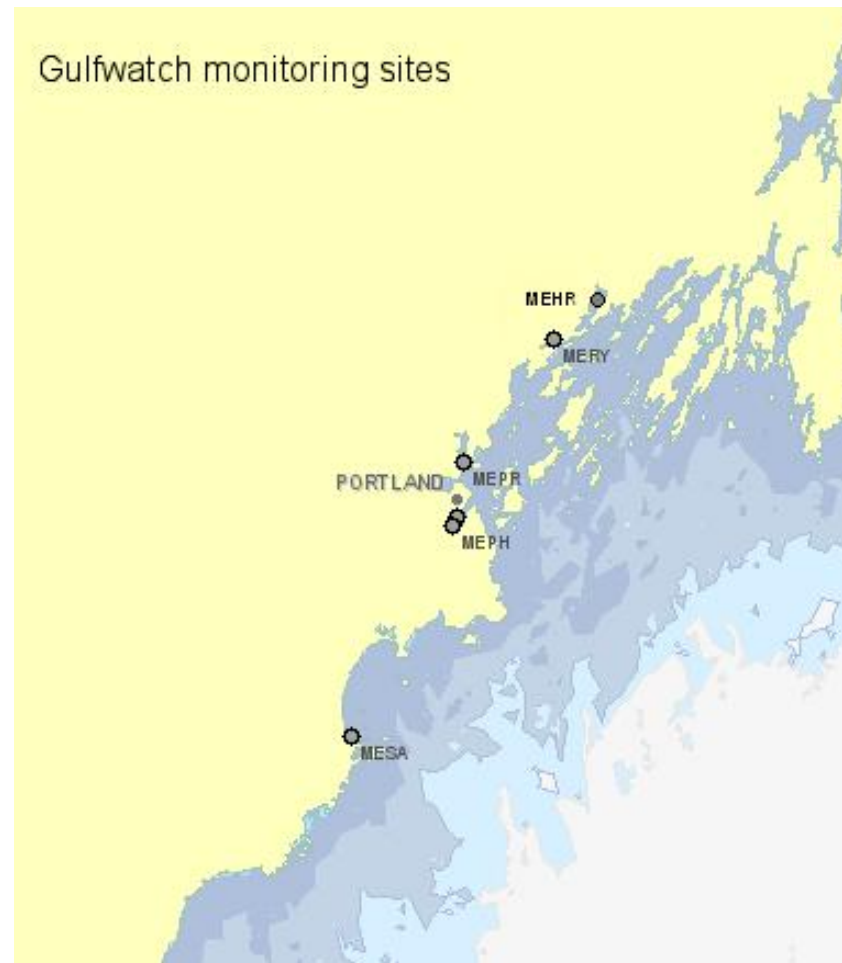 Gulfwatch monitoring sites
MEHR
MERY
MEPR
PORTLAND
MEPH
MESA